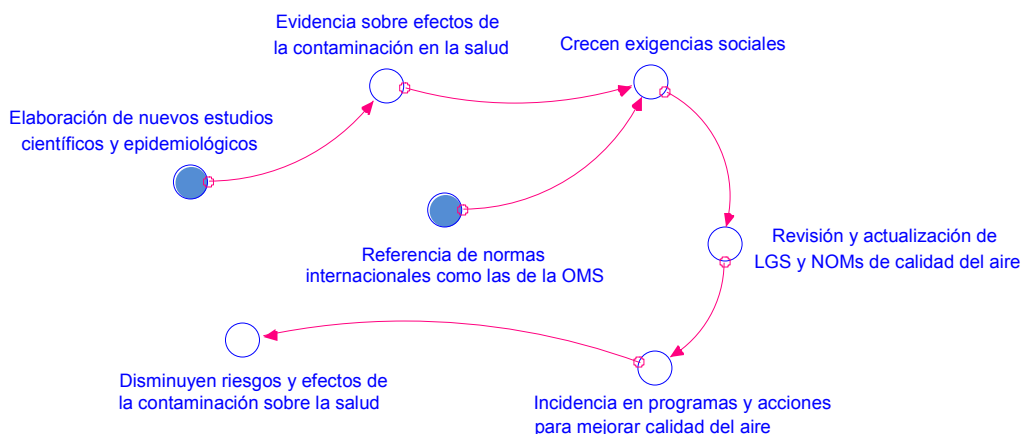 Evidencia sobre efectos de
la contaminación en la salud
Crecen exigencias sociales
Elaboración de nuevos estudios
científicos y epidemiológicos
Referencia de normas
internacionales como las de la OMS
Revisión y actualización de
LGS y NOMs de calidad del aire
Disminuyen riesgos y efectos de
la contaminación sobre la salud
Incidencia en programas y acciones
para mejorar calidad del aire